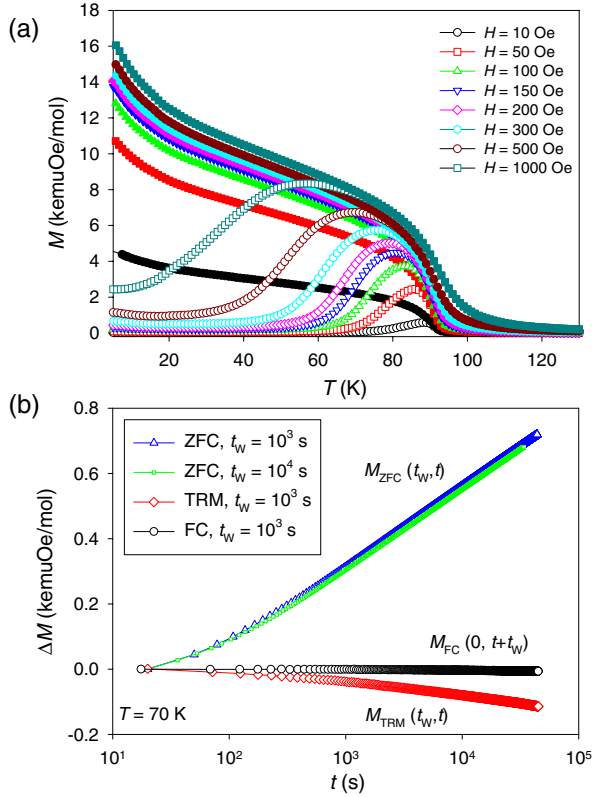 (a)
18
16
14
12
10
8
6
4
2
0
M (kemuOe/mol)
H = 10 Oe
H = 50 Oe
H = 100 Oe
H = 150 Oe
H = 200 Oe
H = 300 Oe
H = 500 Oe
H = 1000 Oe
20 40 60 80 100 120
T (K)
(b)
0.8
0.6
0.4
0.2
0.0
-0.2
ΔM (kemuOe/mol)
ZFC, tW = 10³ s
ZFC, tW = 10⁴ s
TRM, tW = 10³ s
FC, tW = 10³ s
MZFC (tW,t)
MFC (0, t+tW)
T = 70 K
MTRM (tW,t)
10¹ 10² 10³ 10⁴ 10⁵
t (s)